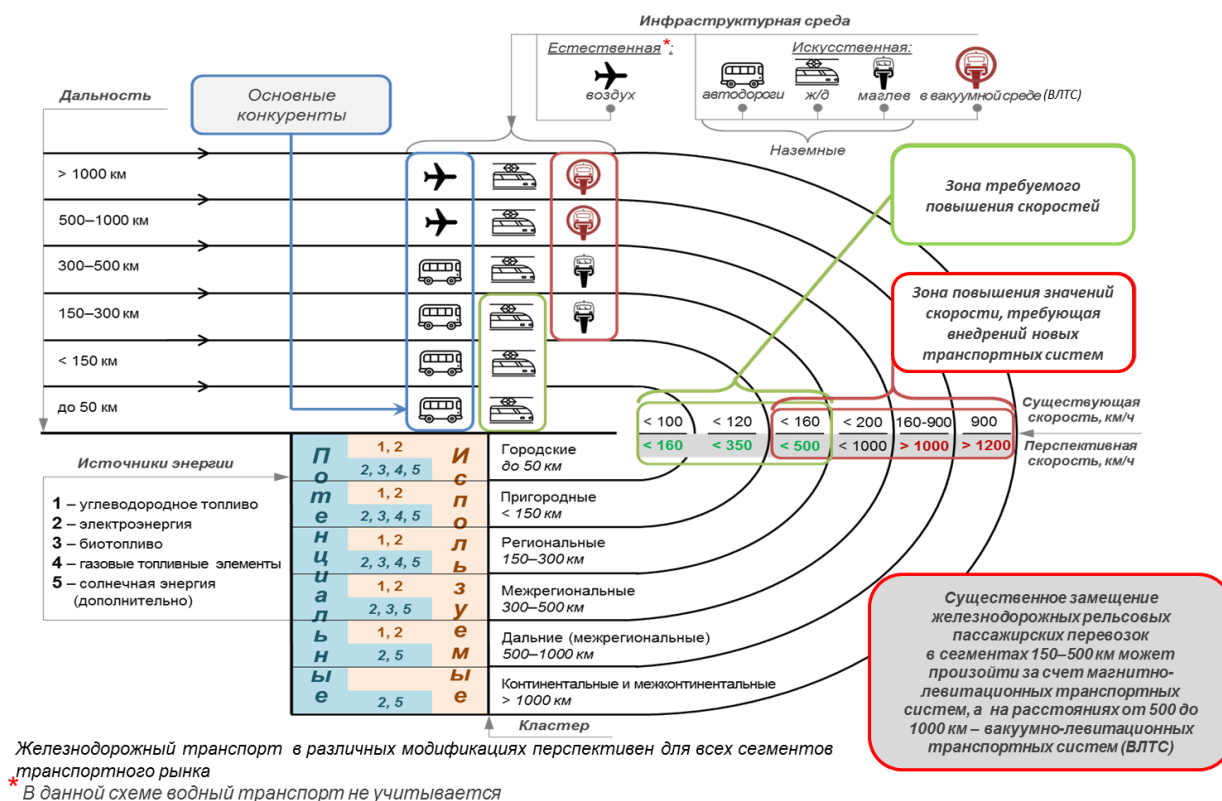 Инфраструктурная среда
Естественная*:
Искусственная:
воздух
автодороги
ж/д
маглев
в вакуумной среде (ВЛТС)
Наземные
Дальность
Основные
конкуренты
> 1000 км
500–1000 км
300–500 км
150–300 км
< 150 км
до 50 км
Зона требуемого
повышения скоростей
Зона повышения значений
скорости, требующая
внедрений новых
транспортных систем
< 100
< 120
< 160
< 200
160-900
900
Существующая
скорость, км/ч
< 160
< 350
< 500
< 1000
> 1000
> 1200
Перспективная
скорость, км/ч
Источники энергии
1 – углеводородное топливо
2 – электроэнергия
3 – биотопливо
4 – газовые топливные элементы
5 – солнечная энергия
(дополнительно)
Потенциальные
Используемые
1, 2
2, 3, 4, 5
1, 2
2, 3, 4, 5
1, 2
2, 3, 4, 5
1, 2
2, 3, 5
1, 2
2, 5
2, 5
Городские
до 50 км
Пригородные
< 150 км
Региональные
150–300 км
Межрегиональные
300–500 км
Дальние (межрегиональные)
500–1000 км
Континентальные и межконтинентальные
> 1000 км
Кластер
Существенное замещение
железнодорожных рельсовых
пассажирских перевозок
в сегментах 150–500 км может
произойти за счет магнитно-
левитационных транспортных
систем, а на расстояниях от 500 до
1000 км – вакуумно-левитационных
транспортных систем (ВЛТС)
Железнодорожный транспорт в различных модификациях перспективен для всех сегментов
транспортного рынка
* В данной схеме водный транспорт не учитывается